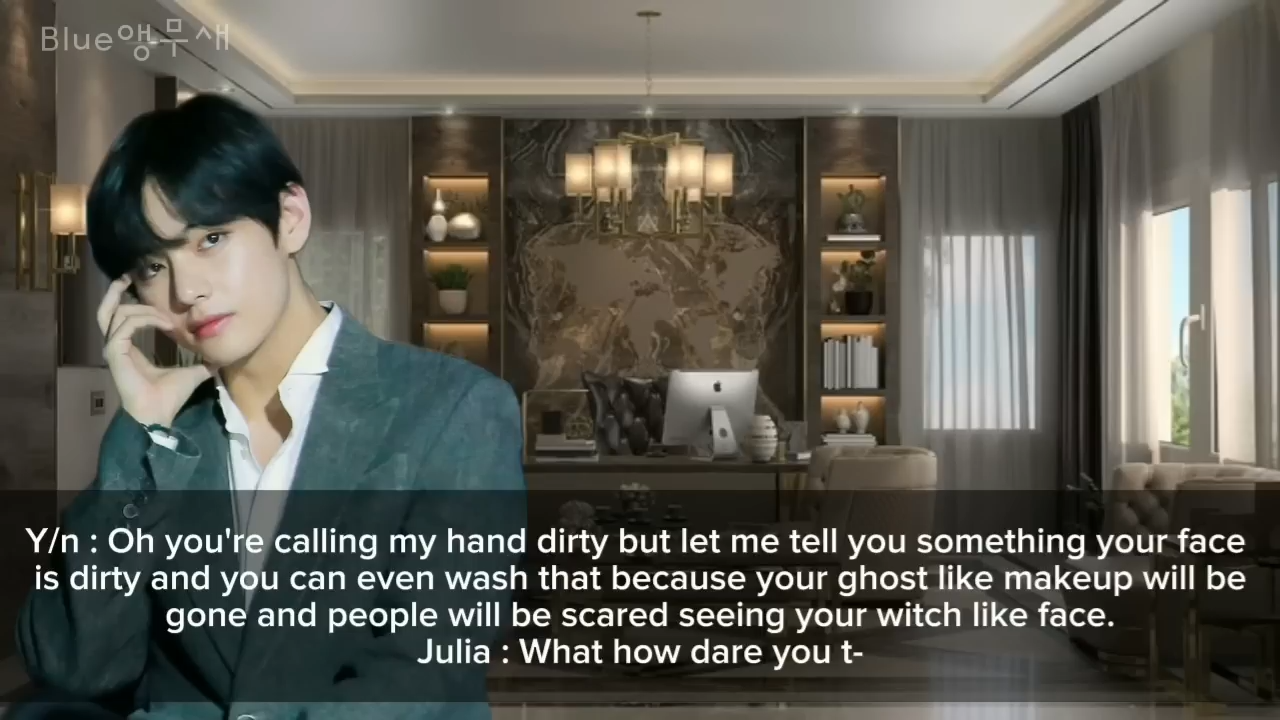 Blue앵무새
Y/n : Oh you're calling my hand dirty but let me tell you something your face
is dirty and you can even wash that because your ghost like makeup will be
gone and people will be scared seeing your witch like face.
Julia : What how dare you t-